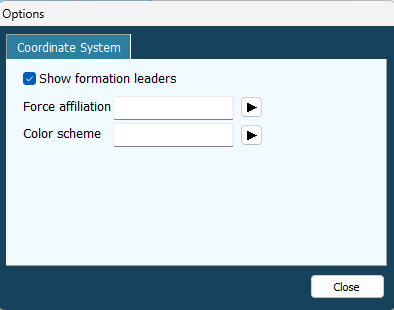 Options
Coordinate System
Show formation leaders
Force affiliation
Color scheme
Close